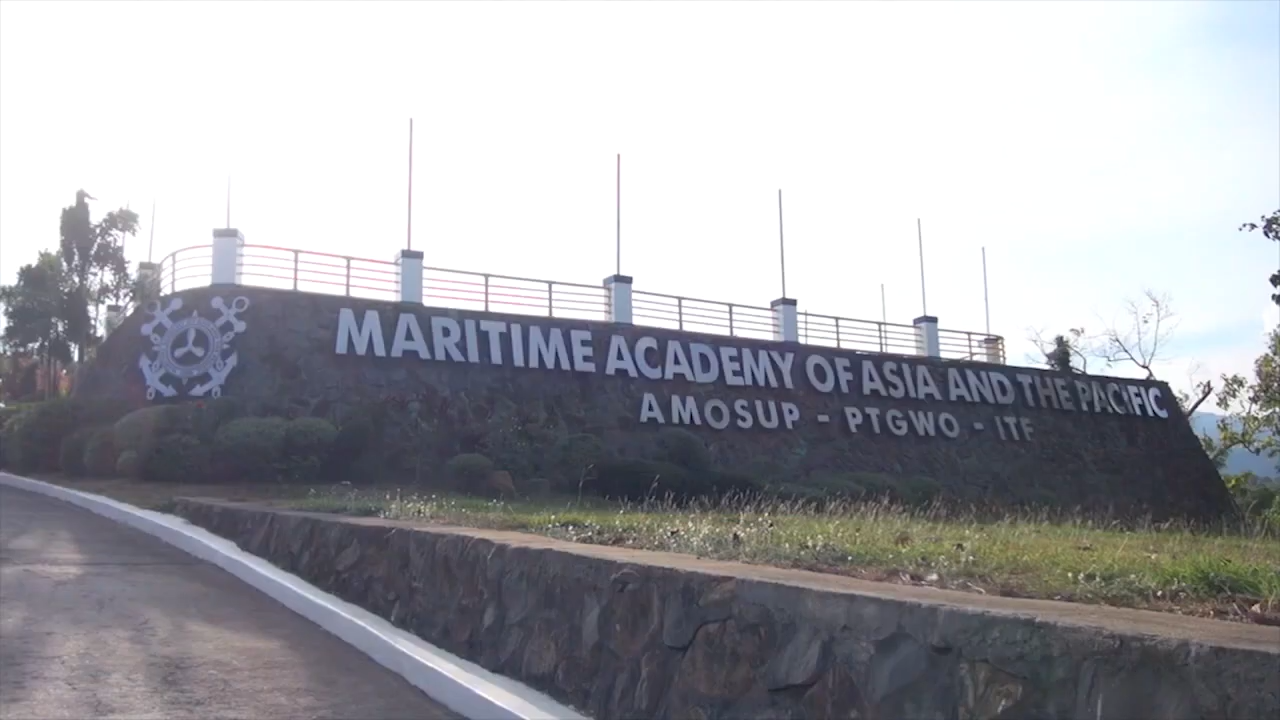 MARITIME ACADEMY OF ASIA AND THE PACIFIC
AMOSUP - PTGWO - ITF